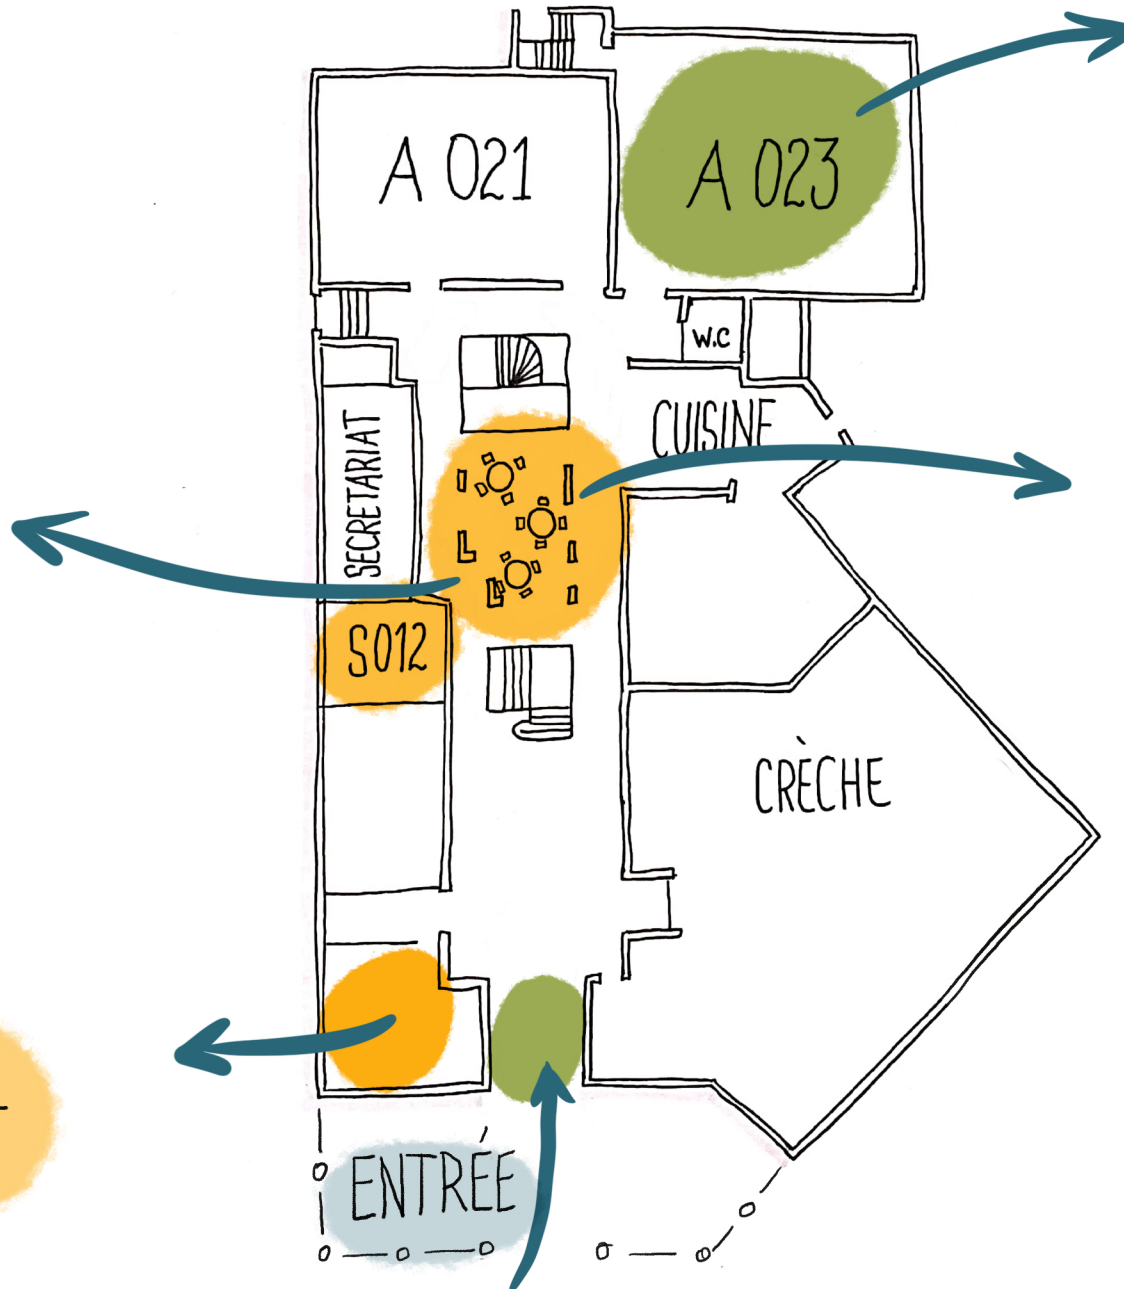 A 021
A 023
W.C
CUISINE
SECRETARIAT
S012
CRÈCHE
ENTRÉE